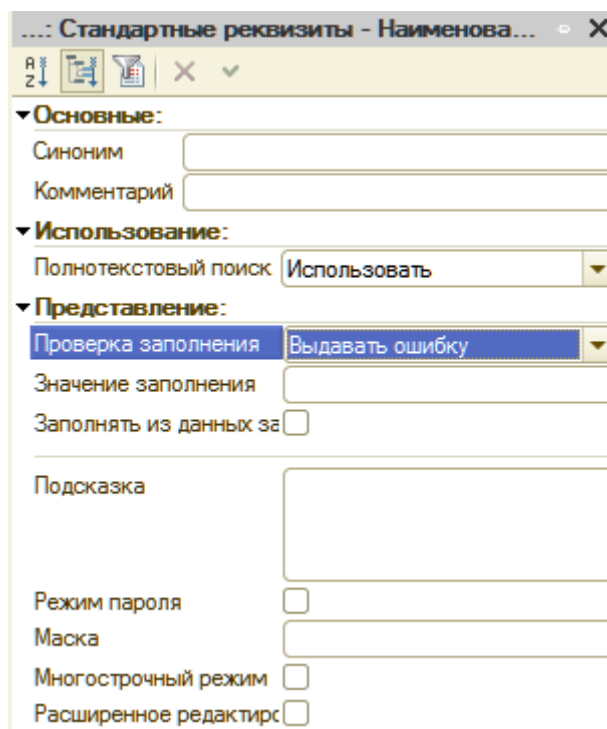 ...: Стандартные реквизиты - Наименова...
Основные:
Синоним
Комментарий
Использование:
Полнотекстовый поиск Использовать
Представление:
Проверка заполнения Выдавать ошибку
Значение заполнения
Заполнять из данных за
Подсказка
Режим пароля
Маска
Многострочный режим
Расширенное редактирс